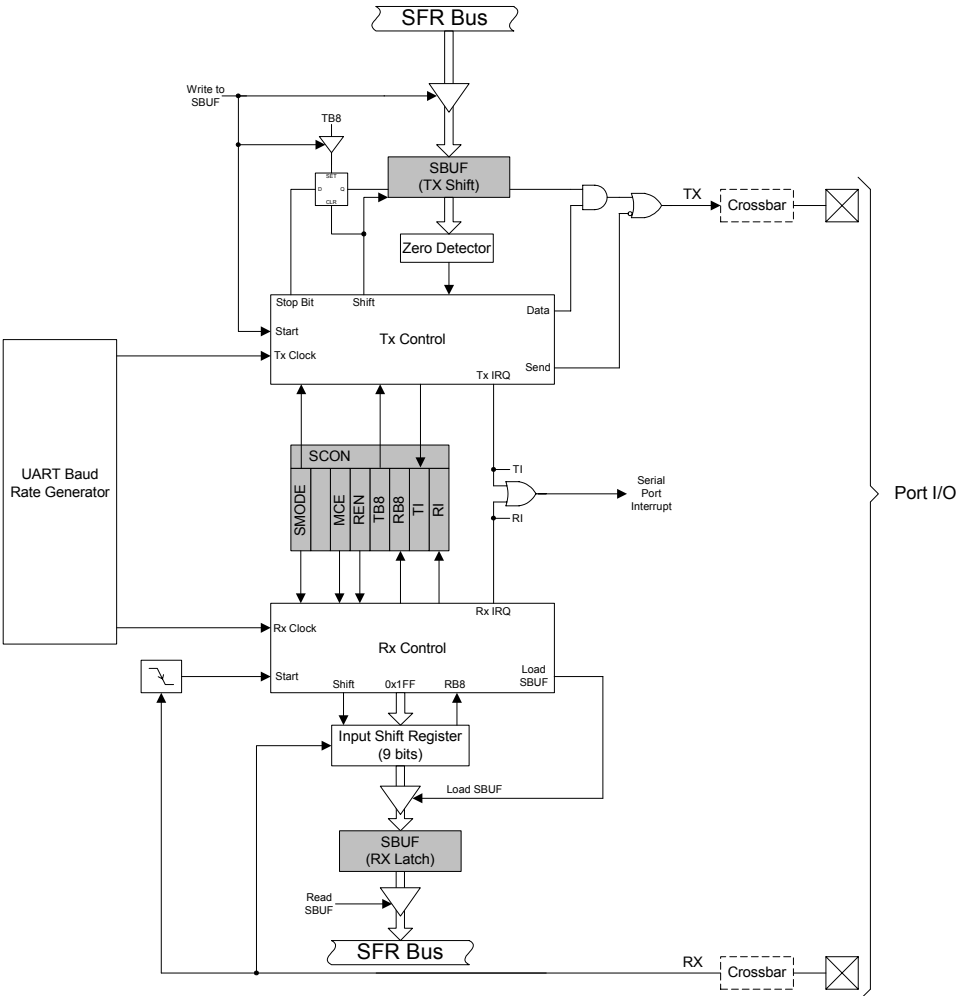 SFR Bus
Write to
SBUF
TB8
SET
D
Q
CLR
SBUF
(TX Shift)
TX
Crossbar
Zero Detector
Stop Bit
Shift
Data
Start
Tx Control
Tx Clock
Send
Tx IRQ
UART Baud
Rate Generator
SCON
SMODE
MCE
REN
TB8
RB8
TI
RI
TI
RI
Serial
Port
Interrupt
Port I/O
Rx IRQ
Rx Clock
Rx Control
Start
Load
SBUF
Shift
0x1FF
RB8
Input Shift Register
(9 bits)
Load SBUF
SBUF
(RX Latch)
Read
SBUF
SFR Bus
RX
Crossbar